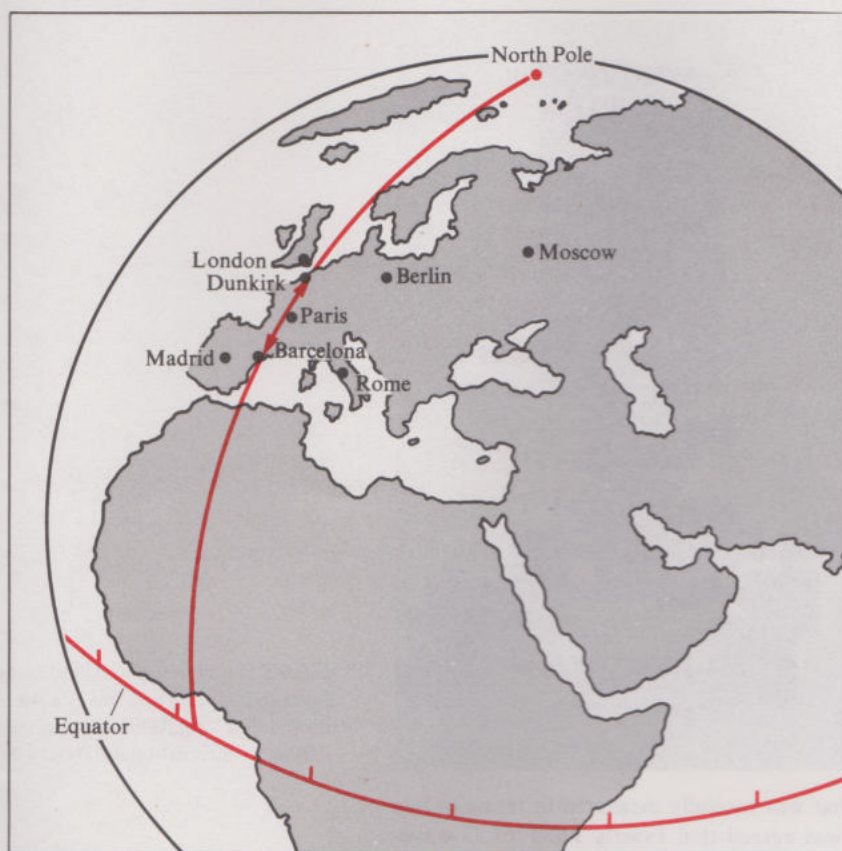 North Pole
London
Dunkirk
Moscow
Berlin
Paris
Madrid
Barcelona
Rome
Equator